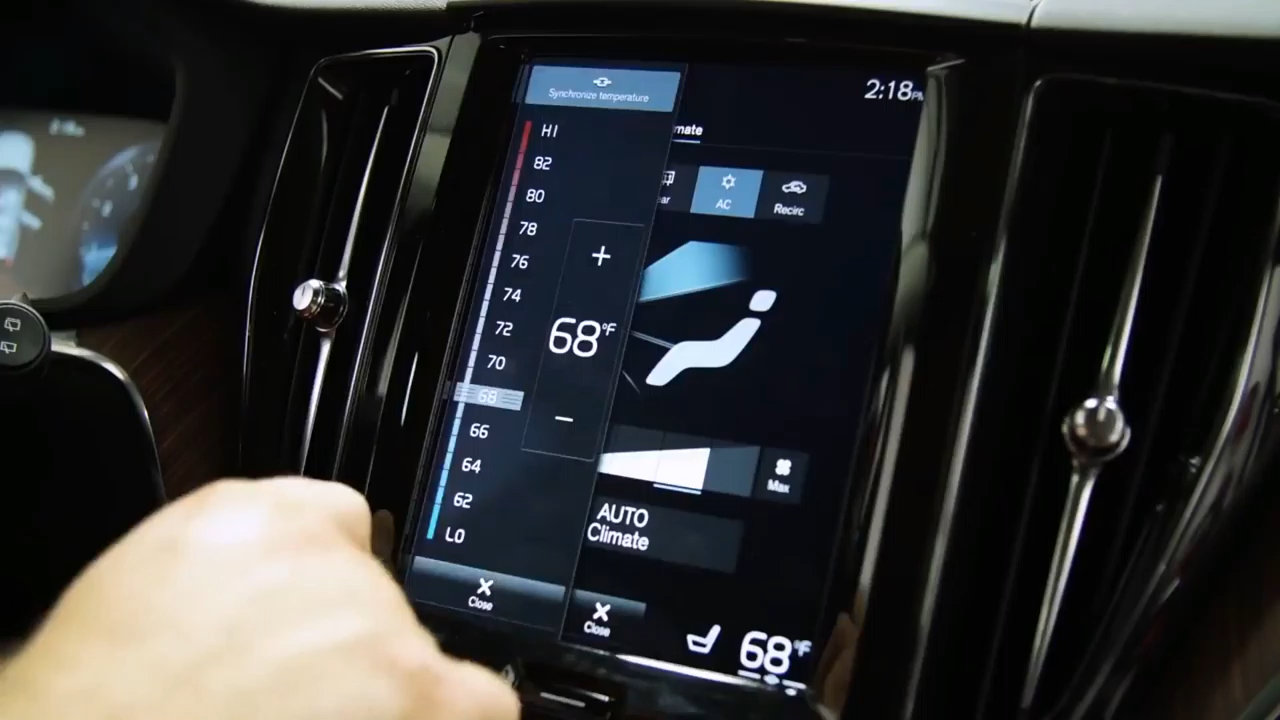 Synchronize temperature
2:18PM
mate
HI
82
80
78
76
74
72
70
68
66
64
62
LO
+
68°F
−
ar
AC
Recirc
Max
AUTO
Climate
X
Close
X
Close
68°F